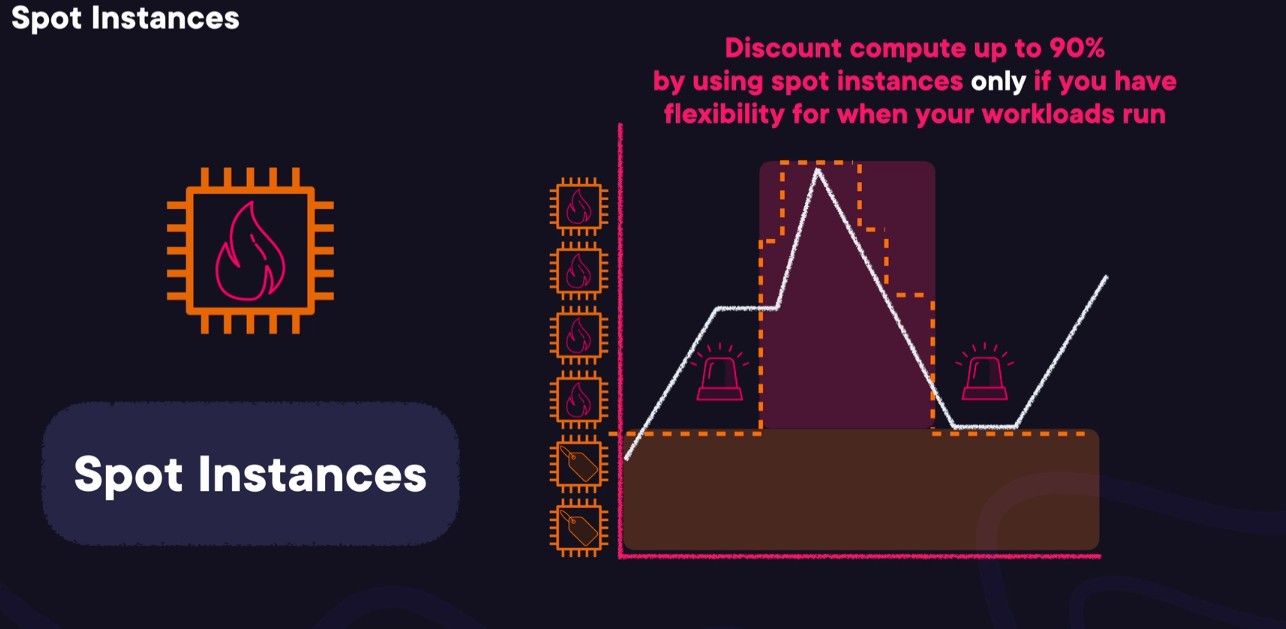 Spot Instances
Discount compute up to 90%
by using spot instances only if you have
flexibility for when your workloads run
Spot Instances